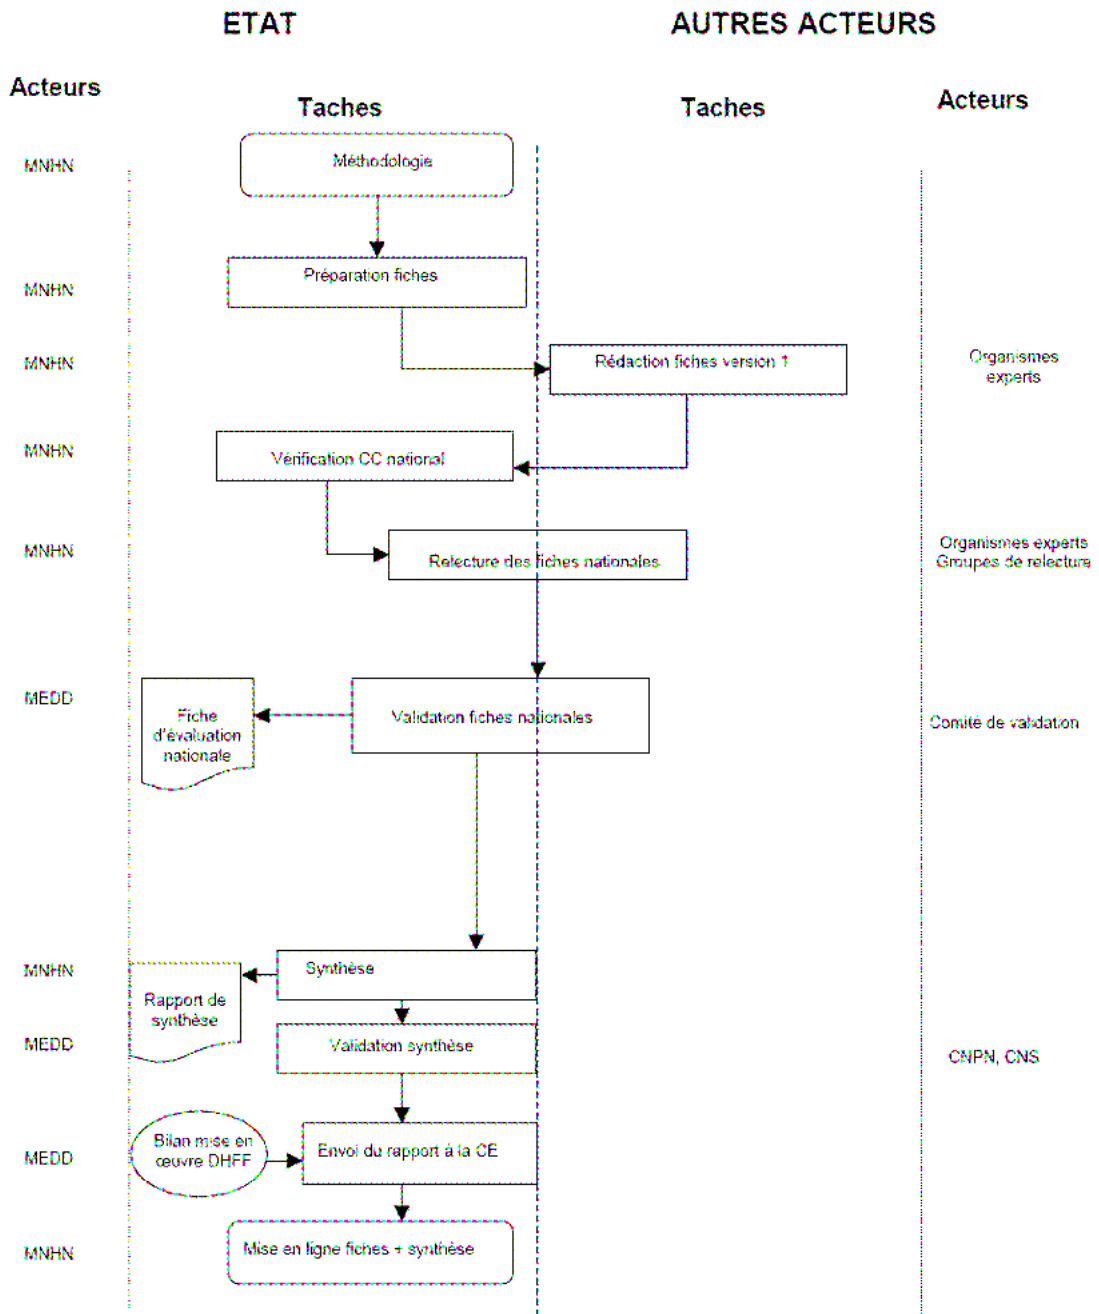 ETAT
AUTRES ACTEURS
Acteurs
Taches
Taches
Acteurs
MNHN
Méthodologie
MNHN
Préparation fiches
MNHN
Rédaction fiches version 1
Organismes
experts
MNHN
Vérification CC national
MNHN
Relecture des fiches nationales
Organismes experts
Groupes de relecture
MEDD
Fiche
d'évaluation
nationale
Validation fiches nationales
Comité de validation
MNHN
Synthèse
Rapport de
synthèse
MEDD
Validation synthèse
CNPN, CNS
MEDD
Bilan mise en
œuvre DHFF
Envoi du rapport à la CE
MNHN
Mise en ligne fiches + synthèse